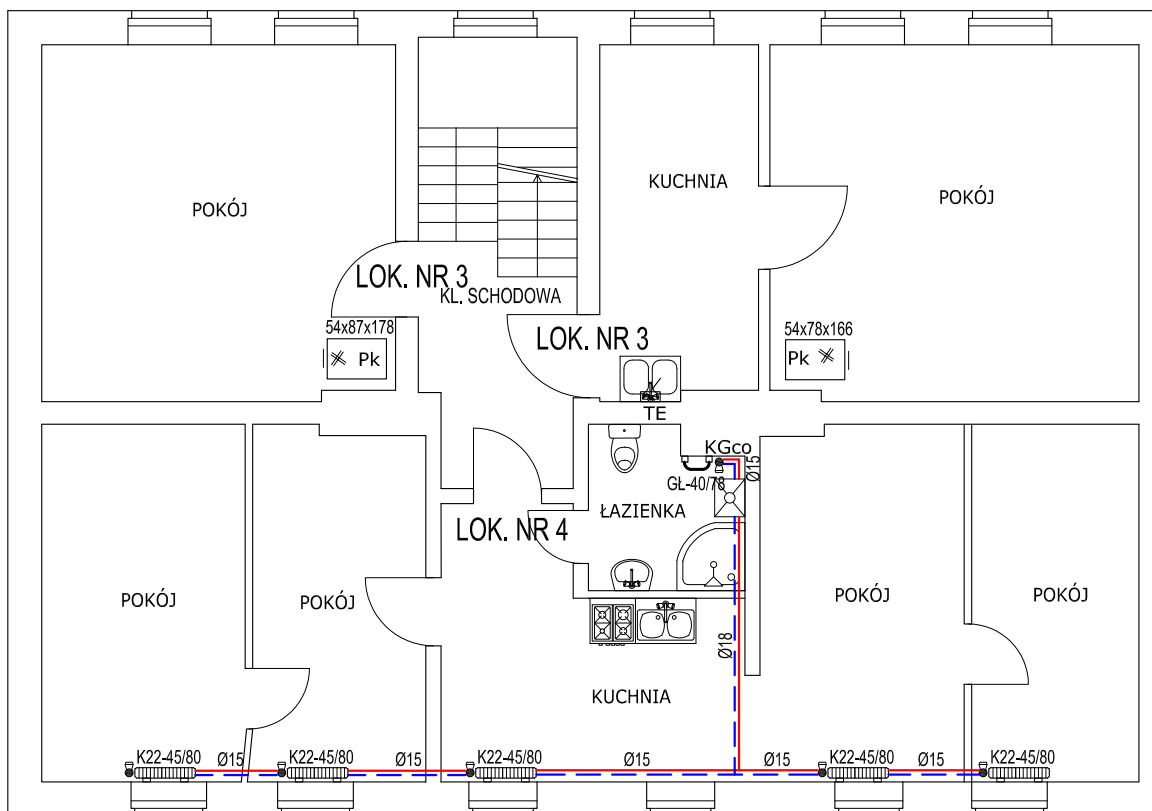 KUCHNIA
POKÓJ
POKÓJ
LOK. NR 3
KL. SCHODOWA
54x87x178
Pk
LOK. NR 3
54x78x166
Pk
TE
KGco
Ø15
GŁ-40/78
ŁAZIENKA
LOK. NR 4
POKÓJ
POKÓJ
POKÓJ
POKÓJ
Ø18
KUCHNIA
K22-45/80
Ø15
K22-45/80
Ø15
K22-45/80
Ø15
Ø15
K22-45/80
Ø15
K22-45/80